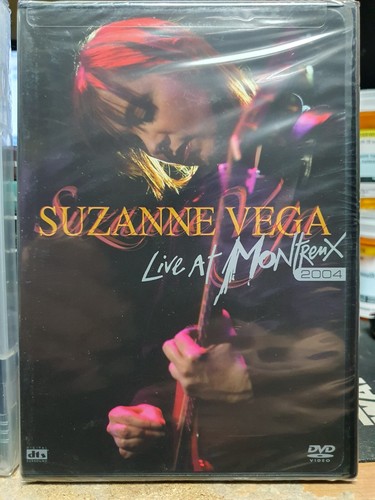 SUZANNE VEGA
Live At Montreux
2004
dts
DVD
VIDEO